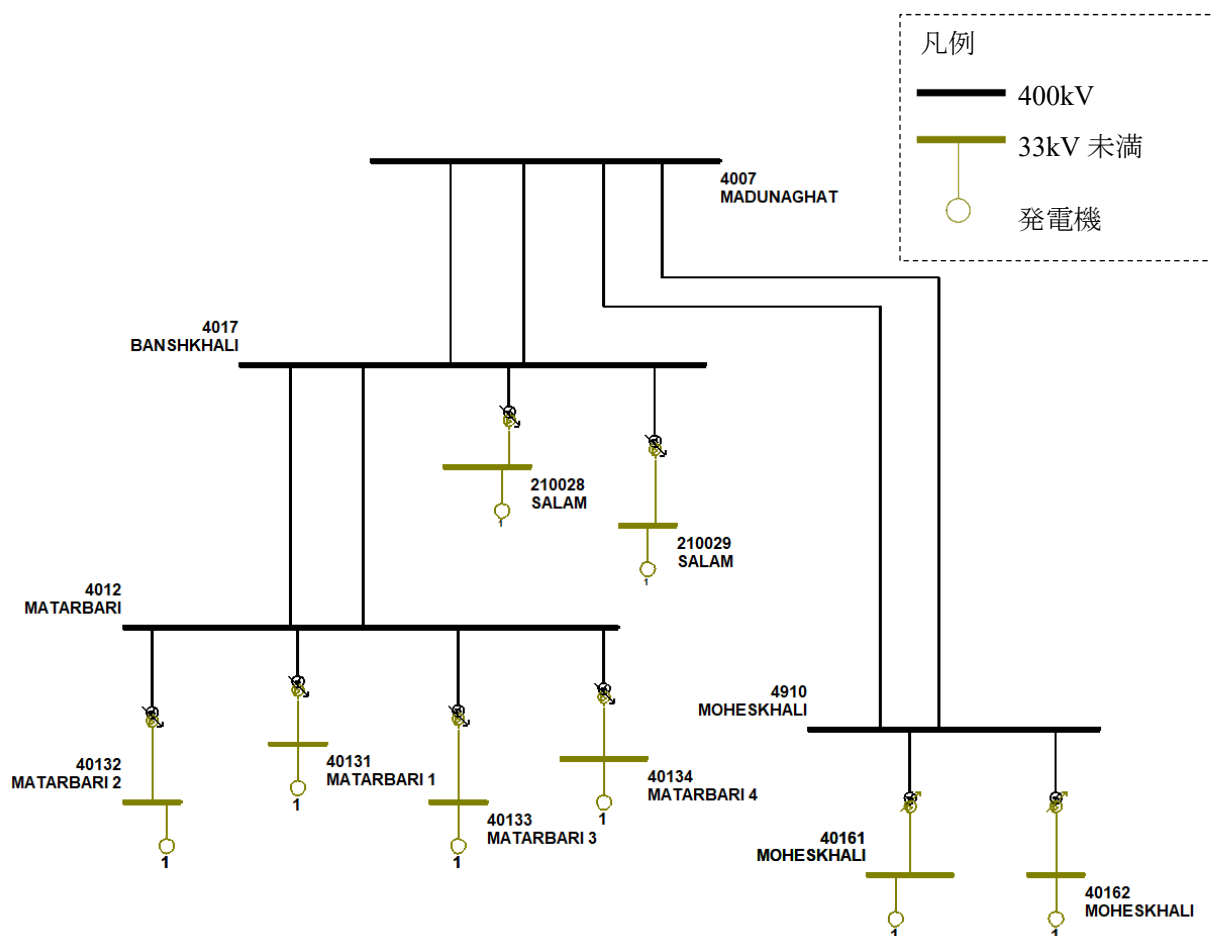 凡例
400kV
33kV 未満
発電機
4007
MADUNAGHAT
4017
BANSHKHALI
210028
SALAM
1
210029
SALAM
1
4012
MATARBARI
40132
MATARBARI 2
1
40131
MATARBARI 1
1
40133
MATARBARI 3
1
40134
MATARBARI 4
1
4910
MOHESKHALI
40161
MOHESKHALI
1
40162
MOHESKHALI
1